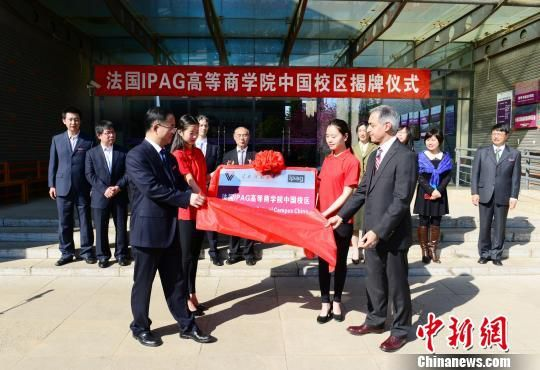 法国IPAG高等商学院中国校区揭牌仪式
ipag
法国IPAG高等商学院中国校区
Campus China
中新网
Chinanews.com